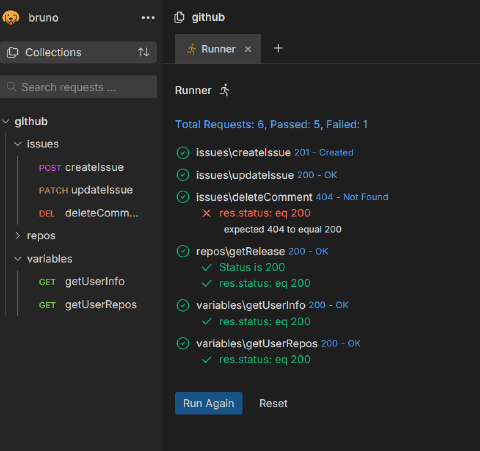 bruno
Collections
Search requests ...
github
issues
POST createIssue
PATCH updateIssue
DEL deleteComm...
repos
variables
GET getUserInfo
GET getUserRepos
github
Runner
Runner
Total Requests: 6, Passed: 5, Failed: 1
issues\createIssue 201 - Created
issues\updateIssue 200 - OK
issues\deleteComment 404 - Not Found
res.status: eq 200
expected 404 to equal 200
repos\getRelease 200 - OK
Status is 200
res.status: eq 200
variables\getUserInfo 200 - OK
res.status: eq 200
variables\getUserRepos 200 - OK
res.status: eq 200
Run Again Reset